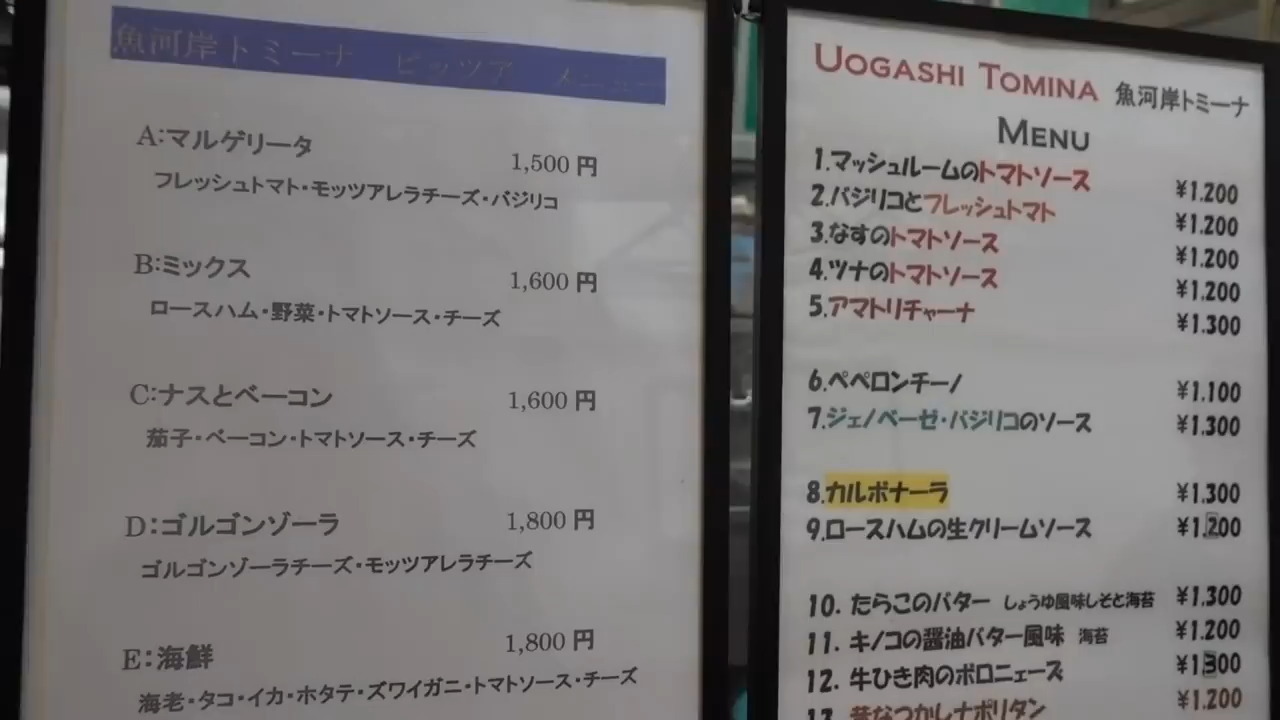 魚河岸トミーナ ピッツア メニュー
A:マルゲリータ 1,500 円
フレッシュトマト・モッツアレラチーズ・バジリコ
B:ミックス 1,600 円
ロースハム・野菜・トマトソース・チーズ
C:ナスとベーコン 1,600 円
茄子・ベーコン・トマトソース・チーズ
D:ゴルゴンゾーラ 1,800 円
ゴルゴンゾーラチーズ・モッツアレラチーズ
E:海鮮 1,800 円
海老・タコ・イカ・ホタテ・ズワイガニ・トマトソース・チーズ
UOGASHI TOMINA 魚河岸トミーナ
MENU
1.マッシュルームのトマトソース ¥1.200
2.バジリコとフレッシュトマト ¥1.200
3.なすのトマトソース ¥1.200
4.ツナのトマトソース ¥1.200
5.アマトリチャーナ ¥1.300
6.ペペロンチーノ ¥1.100
7.ジェノベーゼ・バジリコのソース ¥1.300
8.カルボナーラ ¥1.300
9.ロースハムの生クリームソース ¥1.200
10. たらこのバター しょうゆ風味しそと海苔 ¥1.300
11. キノコの醤油バター風味 海苔 ¥1.200
12. 牛ひき肉のボロニェーズ ¥1.300
13. 昔なつかしナポリタン ¥1.200